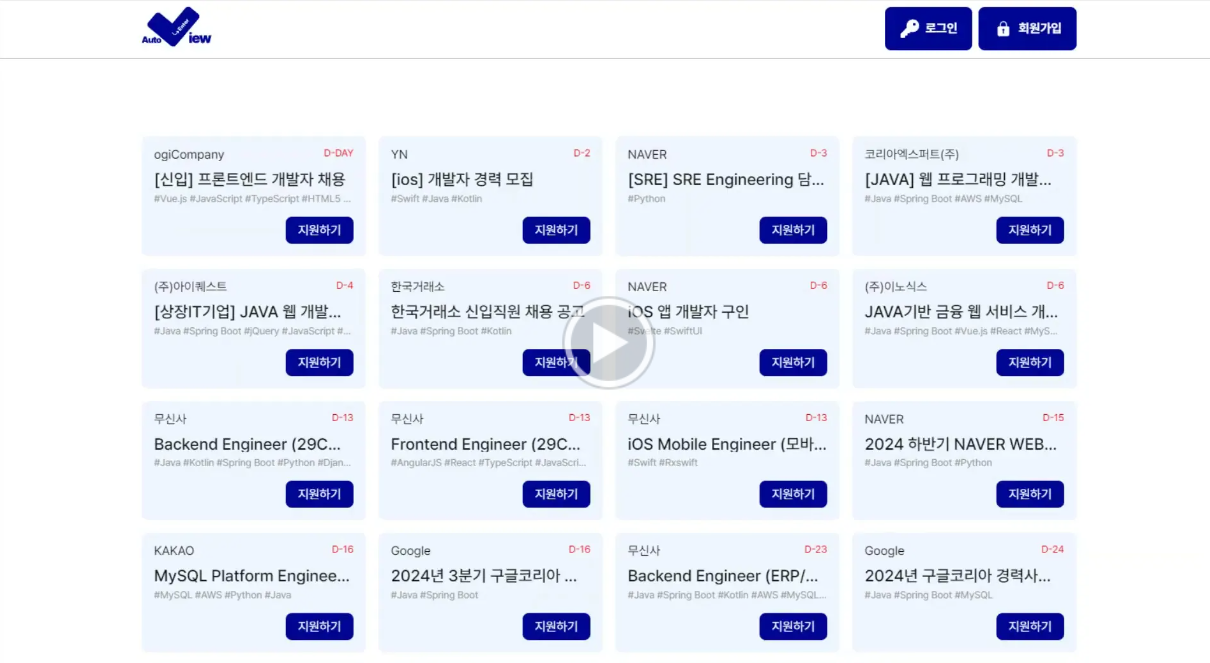 Auto View
로그인
회원가입
ogiCompany D-DAY
[신입] 프론트엔드 개발자 채용
#Vue.js #JavaScript #TypeScript #HTML5 ...
지원하기
YN D-2
[ios] 개발자 경력 모집
#Swift #Java #Kotlin
지원하기
NAVER D-3
[SRE] SRE Engineering 담...
#Python
지원하기
코리아엑스퍼트(주) D-3
[JAVA] 웹 프로그래밍 개발...
#Java #Spring Boot #AWS #MySQL
지원하기
(주)아이퀘스트 D-4
[상장IT기업] JAVA 웹 개발...
#Java #Spring Boot #jQuery #JavaScript #...
지원하기
한국거래소 D-6
한국거래소 신입직원 채용 공고
#Java #Spring Boot #Kotlin
지원하기
NAVER D-6
iOS 앱 개발자 구인
#Svelte #SwiftUI
지원하기
(주)이노식스 D-6
JAVA기반 금융 웹 서비스 개...
#Java #Spring Boot #Vue.js #React #MyS...
지원하기
무신사 D-13
Backend Engineer (29C...
#Java #Kotlin #Spring Boot #Python #Djan...
지원하기
무신사 D-13
Frontend Engineer (29C...
#AngularJS #React #TypeScript #JavaScri...
지원하기
무신사 D-13
iOS Mobile Engineer (모바...
#Swift #Rxswift
지원하기
NAVER D-15
2024 하반기 NAVER WEB...
#Java #Spring Boot #Python
지원하기
KAKAO D-16
MySQL Platform Enginee...
#MySQL #AWS #Python #Java
지원하기
Google D-16
2024년 3분기 구글코리아 ...
#Java #Spring Boot
지원하기
무신사 D-23
Backend Engineer (ERP/...
#Java #Spring Boot #Kotlin #AWS #MySQL...
지원하기
Google D-24
2024년 구글코리아 경력사...
#Java #Spring Boot #MySQL
지원하기